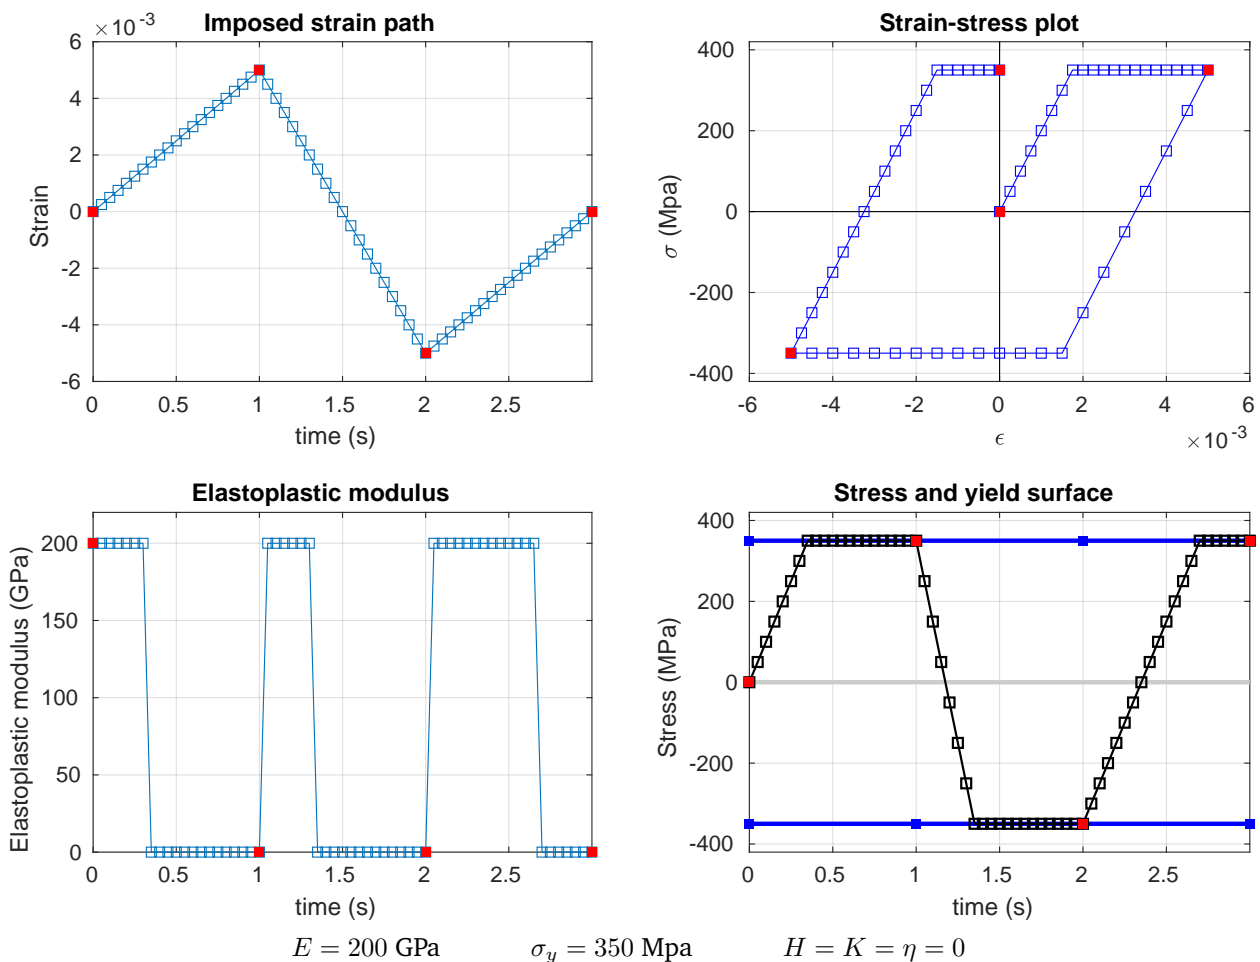 Imposed strain path
×10-3
6
4
2
0
-2
-4
-6
Strain
0 0.5 1 1.5 2 2.5
time (s)
Strain-stress plot
400
200
0
-200
-400
σ (Mpa)
-6 -4 -2 0 2 4 6
ϵ
×10-3
Elastoplastic modulus
200
150
100
50
0
Elastoplastic modulus (GPa)
0 0.5 1 1.5 2 2.5
time (s)
Stress and yield surface
400
200
0
-200
-400
Stress (MPa)
0 0.5 1 1.5 2 2.5
time (s)
E = 200 GPa σy = 350 Mpa H = K = η = 0